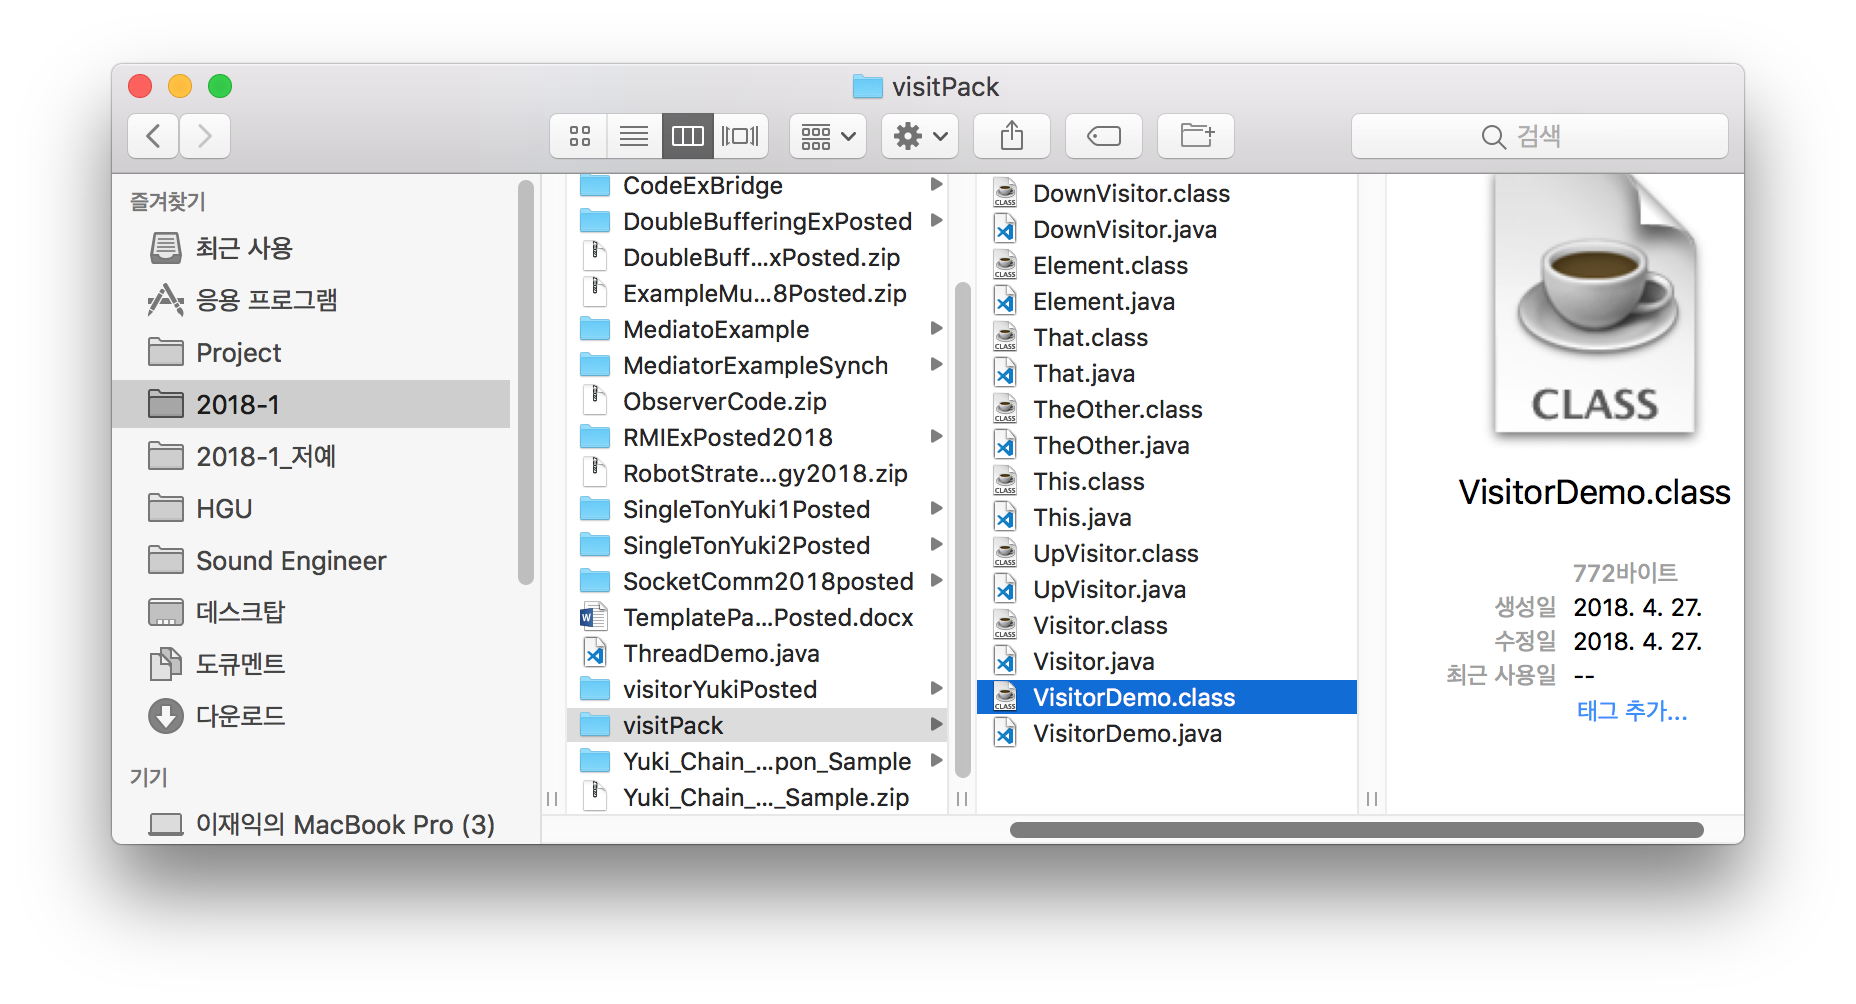 visitPack
검색
즐겨찾기
최근 사용
응용 프로그램
Project
2018-1
2018-1_저예
HGU
Sound Engineer
데스크탑
도큐멘트
다운로드
기기
이재익의 MacBook Pro (3)
CodeExBridge
DoubleBufferingExPosted
DoubleBuff...xPosted.zip
ExampleMu...8Posted.zip
MediatoExample
MediatorExampleSynch
ObserverCode.zip
RMIExPosted2018
RobotStrate...gy2018.zip
SingleTonYuki1Posted
SingleTonYuki2Posted
SocketComm2018posted
TemplatePa...Posted.docx
ThreadDemo.java
visitorYukiPosted
visitPack
Yuki_Chain_...pon_Sample
Yuki_Chain_..._Sample.zip
DownVisitor.class
DownVisitor.java
Element.class
Element.java
That.class
That.java
TheOther.class
TheOther.java
This.class
This.java
UpVisitor.class
UpVisitor.java
Visitor.class
Visitor.java
VisitorDemo.class
VisitorDemo.java
CLASS
VisitorDemo.class
772바이트
생성일 2018. 4. 27.
수정일 2018. 4. 27.
최근 사용일 --
태그 추가...